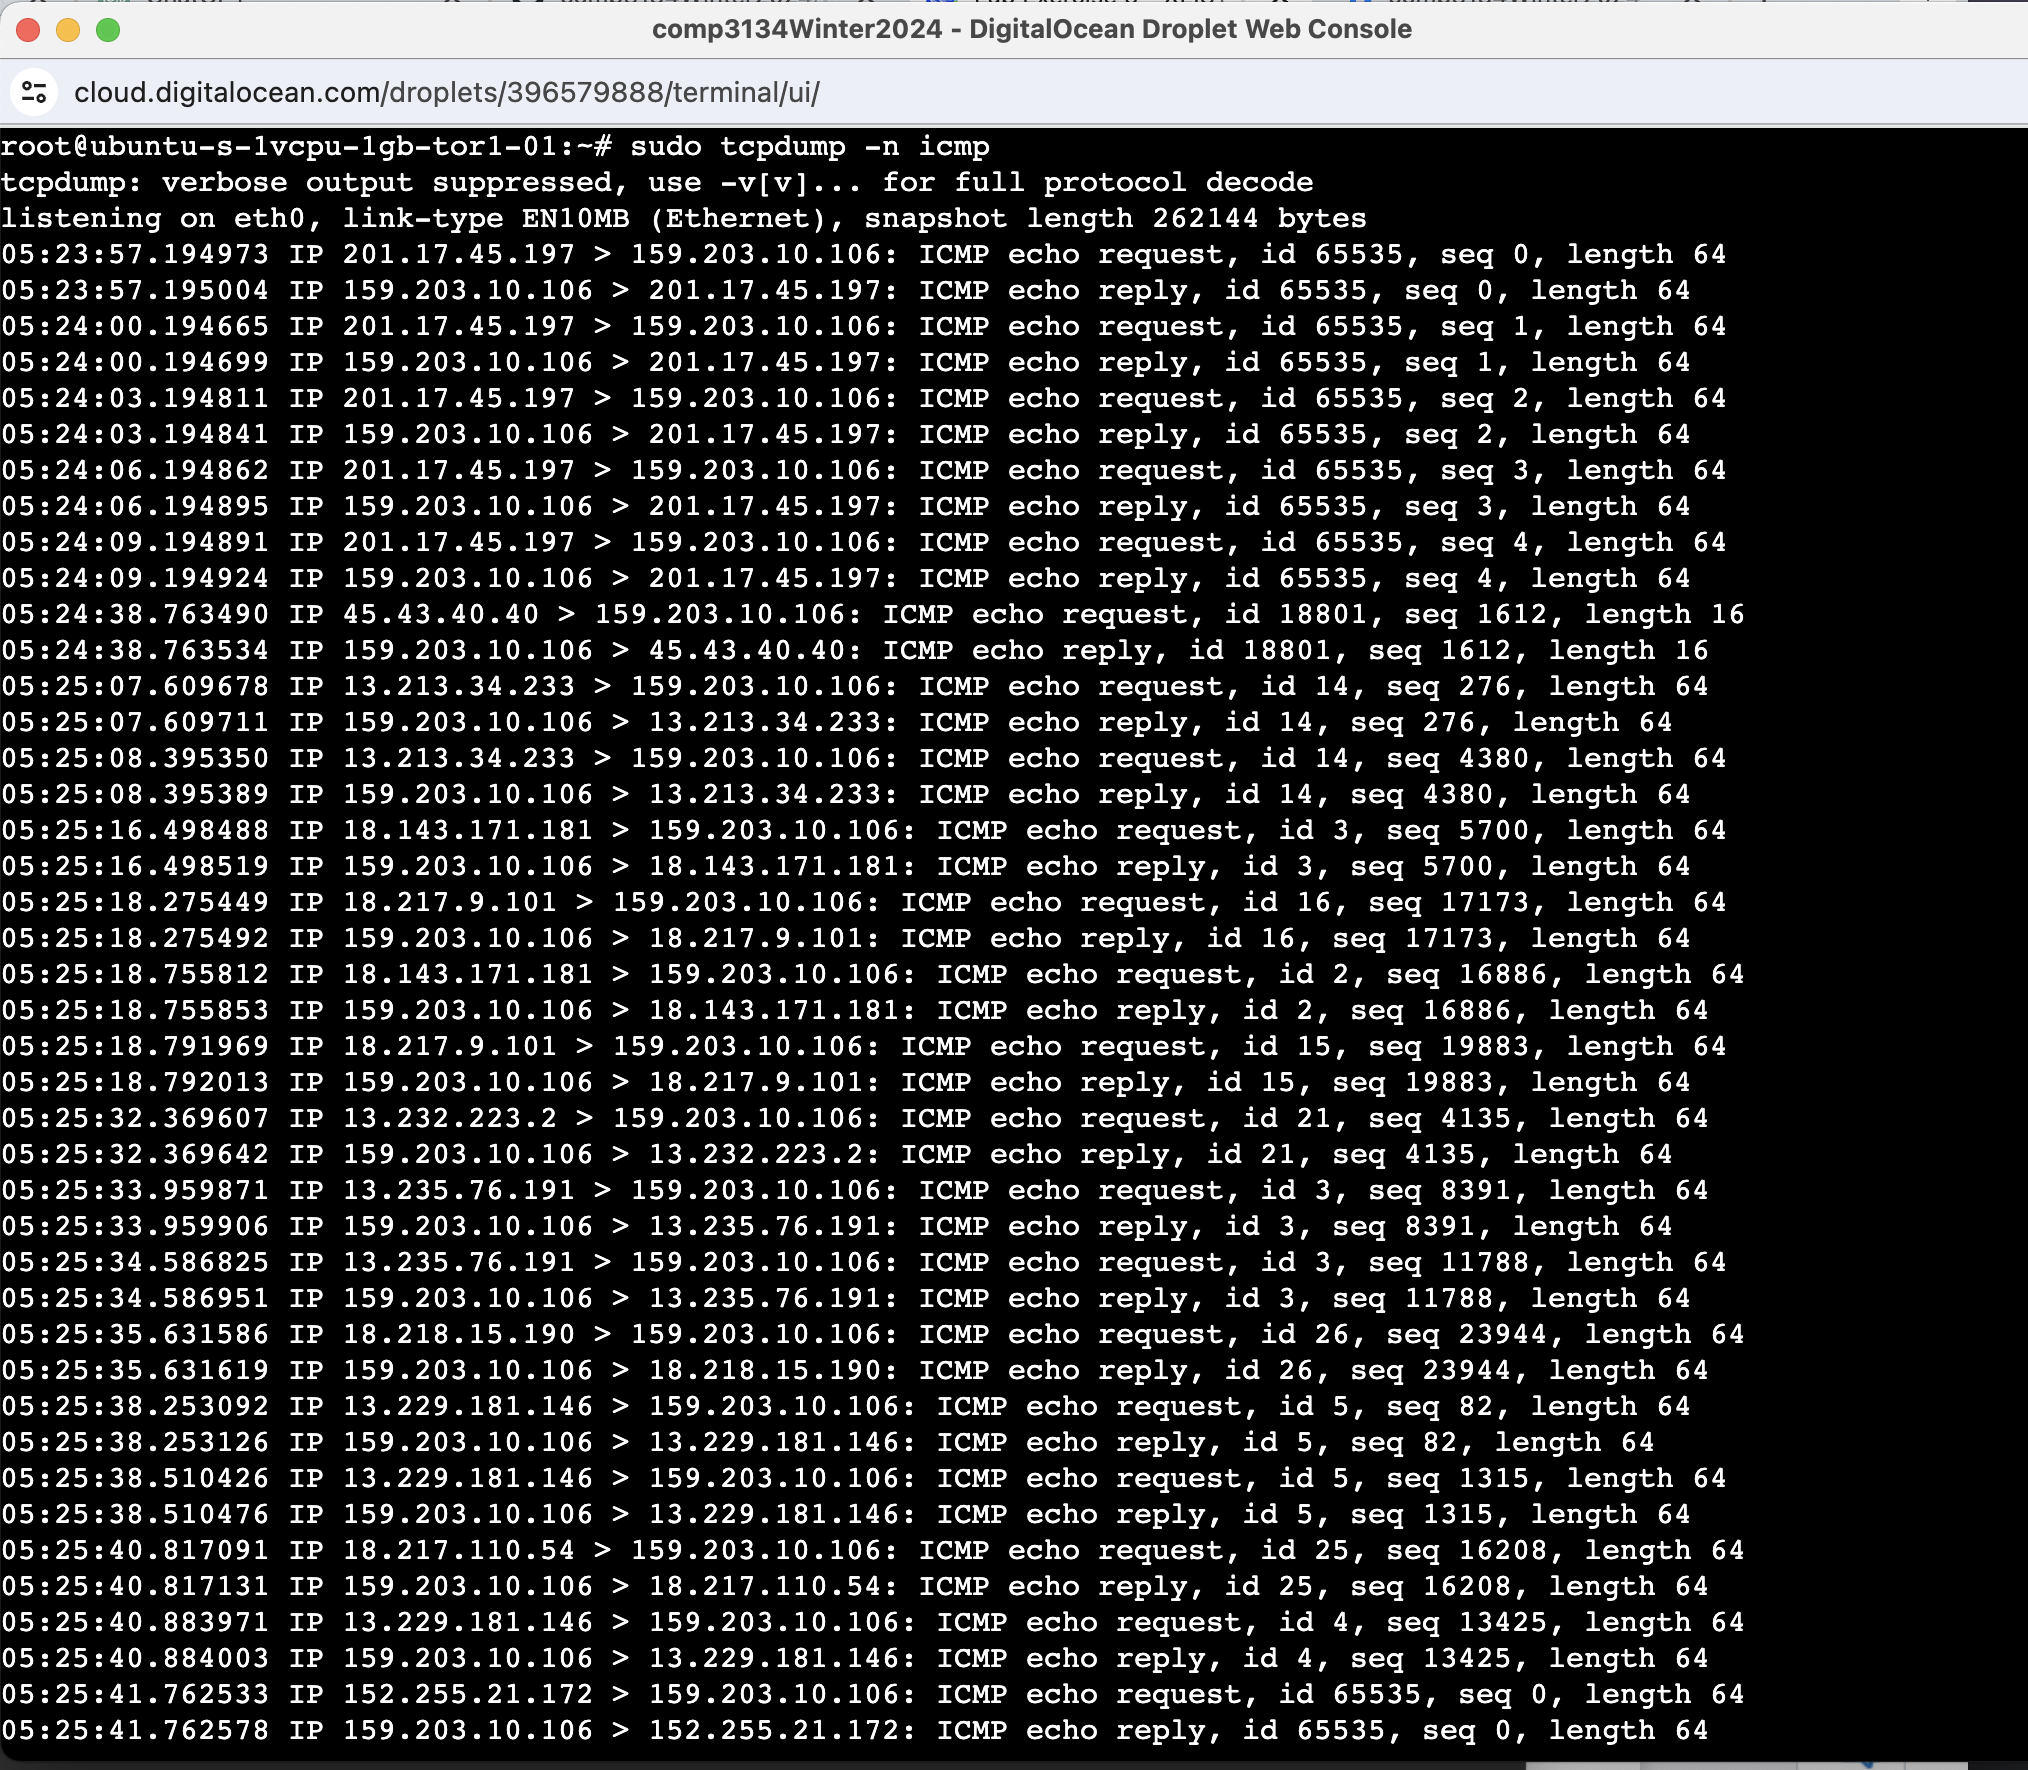 comp3134Winter2024 - DigitalOcean Droplet Web Console
cloud.digitalocean.com/droplets/396579888/terminal/ui/
root@ubuntu-s-1vcpu-1gb-tor1-01:~# sudo tcpdump -n icmp
tcpdump: verbose output suppressed, use -v[v]... for full protocol decode
listening on eth0, link-type EN10MB (Ethernet), snapshot length 262144 bytes
05:23:57.194973 IP 201.17.45.197 > 159.203.10.106: ICMP echo request, id 65535, seq 0, length 64
05:23:57.195004 IP 159.203.10.106 > 201.17.45.197: ICMP echo reply, id 65535, seq 0, length 64
05:24:00.194665 IP 201.17.45.197 > 159.203.10.106: ICMP echo request, id 65535, seq 1, length 64
05:24:00.194699 IP 159.203.10.106 > 201.17.45.197: ICMP echo reply, id 65535, seq 1, length 64
05:24:03.194811 IP 201.17.45.197 > 159.203.10.106: ICMP echo request, id 65535, seq 2, length 64
05:24:03.194841 IP 159.203.10.106 > 201.17.45.197: ICMP echo reply, id 65535, seq 2, length 64
05:24:06.194862 IP 201.17.45.197 > 159.203.10.106: ICMP echo request, id 65535, seq 3, length 64
05:24:06.194895 IP 159.203.10.106 > 201.17.45.197: ICMP echo reply, id 65535, seq 3, length 64
05:24:09.194891 IP 201.17.45.197 > 159.203.10.106: ICMP echo request, id 65535, seq 4, length 64
05:24:09.194924 IP 159.203.10.106 > 201.17.45.197: ICMP echo reply, id 65535, seq 4, length 64
05:24:38.763490 IP 45.43.40.40 > 159.203.10.106: ICMP echo request, id 18801, seq 1612, length 16
05:24:38.763534 IP 159.203.10.106 > 45.43.40.40: ICMP echo reply, id 18801, seq 1612, length 16
05:25:07.609678 IP 13.213.34.233 > 159.203.10.106: ICMP echo request, id 14, seq 276, length 64
05:25:07.609711 IP 159.203.10.106 > 13.213.34.233: ICMP echo reply, id 14, seq 276, length 64
05:25:08.395350 IP 13.213.34.233 > 159.203.10.106: ICMP echo request, id 14, seq 4380, length 64
05:25:08.395389 IP 159.203.10.106 > 13.213.34.233: ICMP echo reply, id 14, seq 4380, length 64
05:25:16.498488 IP 18.143.171.181 > 159.203.10.106: ICMP echo request, id 3, seq 5700, length 64
05:25:16.498519 IP 159.203.10.106 > 18.143.171.181: ICMP echo reply, id 3, seq 5700, length 64
05:25:18.275449 IP 18.217.9.101 > 159.203.10.106: ICMP echo request, id 16, seq 17173, length 64
05:25:18.275492 IP 159.203.10.106 > 18.217.9.101: ICMP echo reply, id 16, seq 17173, length 64
05:25:18.755812 IP 18.143.171.181 > 159.203.10.106: ICMP echo request, id 2, seq 16886, length 64
05:25:18.755853 IP 159.203.10.106 > 18.143.171.181: ICMP echo reply, id 2, seq 16886, length 64
05:25:18.791969 IP 18.217.9.101 > 159.203.10.106: ICMP echo request, id 15, seq 19883, length 64
05:25:18.792013 IP 159.203.10.106 > 18.217.9.101: ICMP echo reply, id 15, seq 19883, length 64
05:25:32.369607 IP 13.232.223.2 > 159.203.10.106: ICMP echo request, id 21, seq 4135, length 64
05:25:32.369642 IP 159.203.10.106 > 13.232.223.2: ICMP echo reply, id 21, seq 4135, length 64
05:25:33.959871 IP 13.235.76.191 > 159.203.10.106: ICMP echo request, id 3, seq 8391, length 64
05:25:33.959906 IP 159.203.10.106 > 13.235.76.191: ICMP echo reply, id 3, seq 8391, length 64
05:25:34.586825 IP 13.235.76.191 > 159.203.10.106: ICMP echo request, id 3, seq 11788, length 64
05:25:34.586951 IP 159.203.10.106 > 13.235.76.191: ICMP echo reply, id 3, seq 11788, length 64
05:25:35.631586 IP 18.218.15.190 > 159.203.10.106: ICMP echo request, id 26, seq 23944, length 64
05:25:35.631619 IP 159.203.10.106 > 18.218.15.190: ICMP echo reply, id 26, seq 23944, length 64
05:25:38.253092 IP 13.229.181.146 > 159.203.10.106: ICMP echo request, id 5, seq 82, length 64
05:25:38.253126 IP 159.203.10.106 > 13.229.181.146: ICMP echo reply, id 5, seq 82, length 64
05:25:38.510426 IP 13.229.181.146 > 159.203.10.106: ICMP echo request, id 5, seq 1315, length 64
05:25:38.510476 IP 159.203.10.106 > 13.229.181.146: ICMP echo reply, id 5, seq 1315, length 64
05:25:40.817091 IP 18.217.110.54 > 159.203.10.106: ICMP echo request, id 25, seq 16208, length 64
05:25:40.817131 IP 159.203.10.106 > 18.217.110.54: ICMP echo reply, id 25, seq 16208, length 64
05:25:40.883971 IP 13.229.181.146 > 159.203.10.106: ICMP echo request, id 4, seq 13425, length 64
05:25:40.884003 IP 159.203.10.106 > 13.229.181.146: ICMP echo reply, id 4, seq 13425, length 64
05:25:41.762533 IP 152.255.21.172 > 159.203.10.106: ICMP echo request, id 65535, seq 0, length 64
05:25:41.762578 IP 159.203.10.106 > 152.255.21.172: ICMP echo reply, id 65535, seq 0, length 64